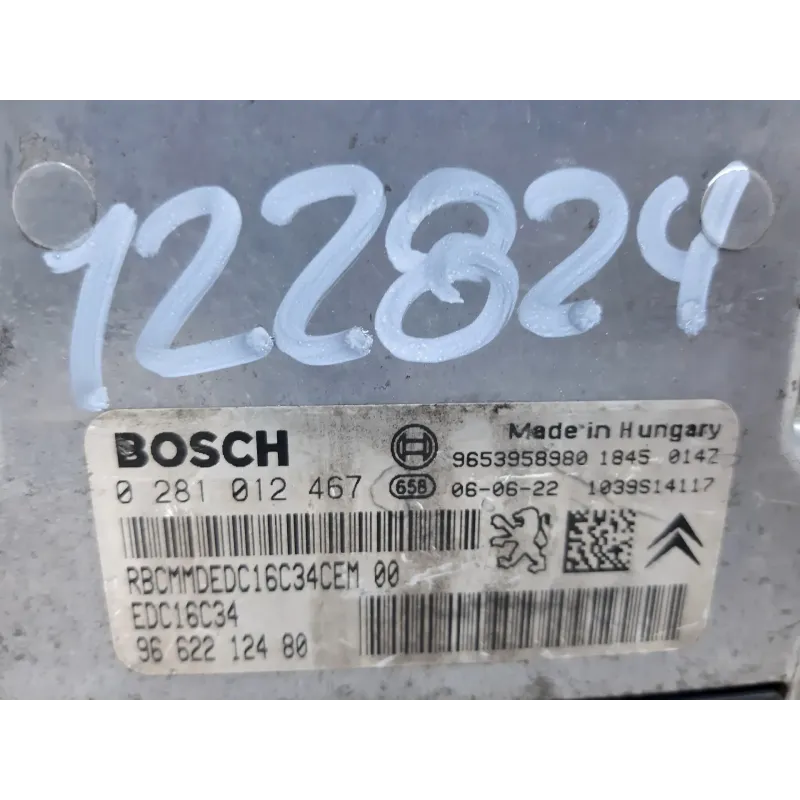 122824
BOSCH
Made in Hungary
9653958980 1845 0142
0 281 012 467
658
06-06-22 1039S14117
RBCMMDEDC16C34CEM 00
EDC16C34
96 622 124 80